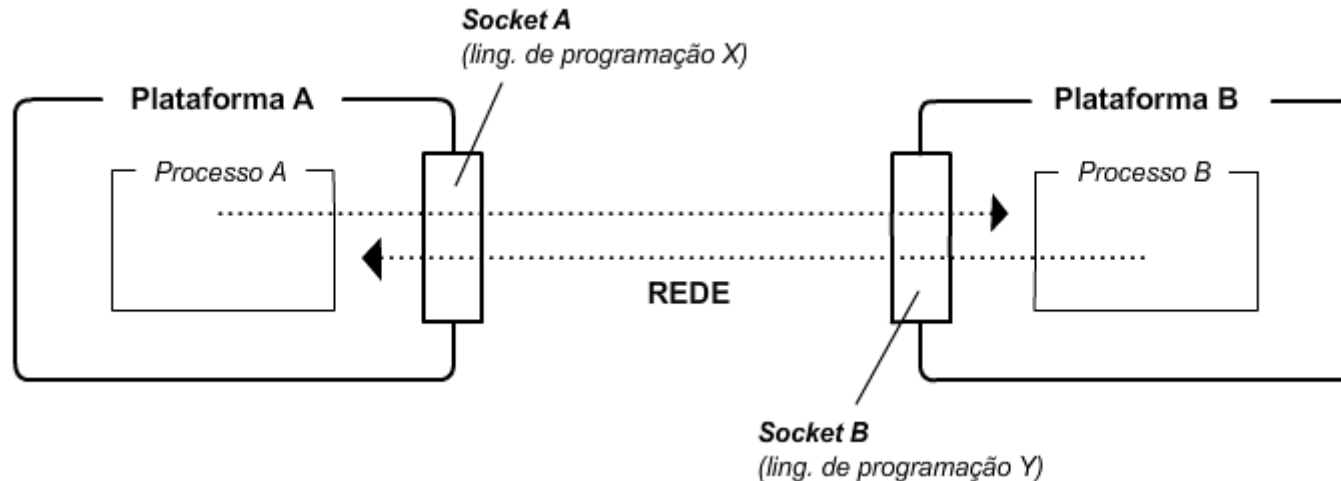 Socket A
(ling. de programação X)
Plataforma A
Plataforma B
Processo A
Processo B
REDE
Socket B
(ling. de programação Y)